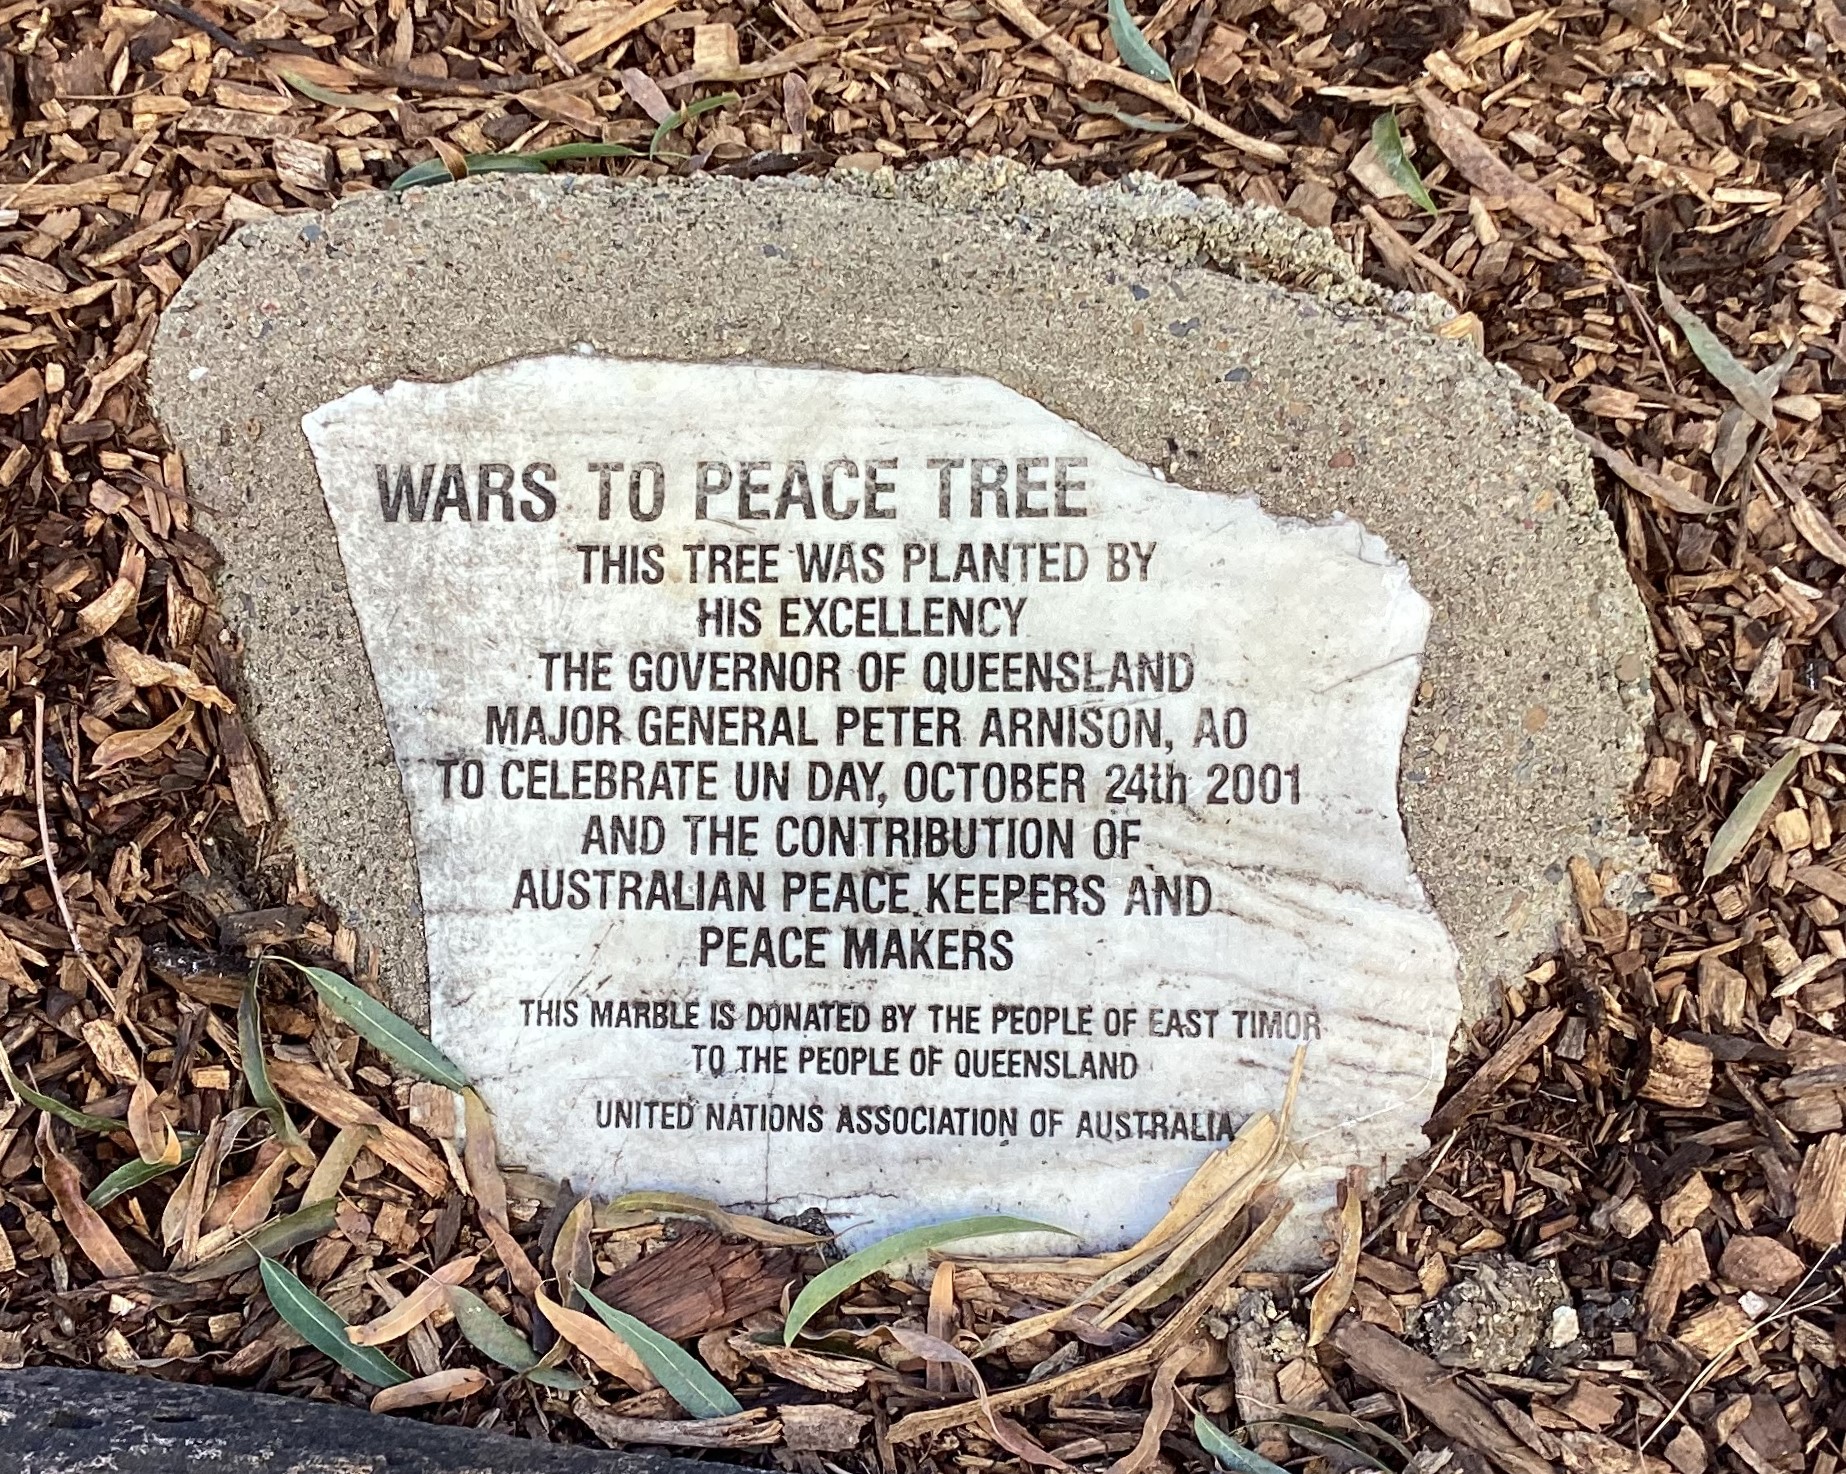 WARS TO PEACE TREE
THIS TREE WAS PLANTED BY
HIS EXCELLENCY
THE GOVERNOR OF QUEENSLAND
MAJOR GENERAL PETER ARNISON, AO
TO CELEBRATE UN DAY, OCTOBER 24th 2001
AND THE CONTRIBUTION OF
AUSTRALIAN PEACE KEEPERS AND
PEACE MAKERS
THIS MARBLE IS DONATED BY THE PEOPLE OF EAST TIMOR
TO THE PEOPLE OF QUEENSLAND
UNITED NATIONS ASSOCIATION OF AUSTRALIA